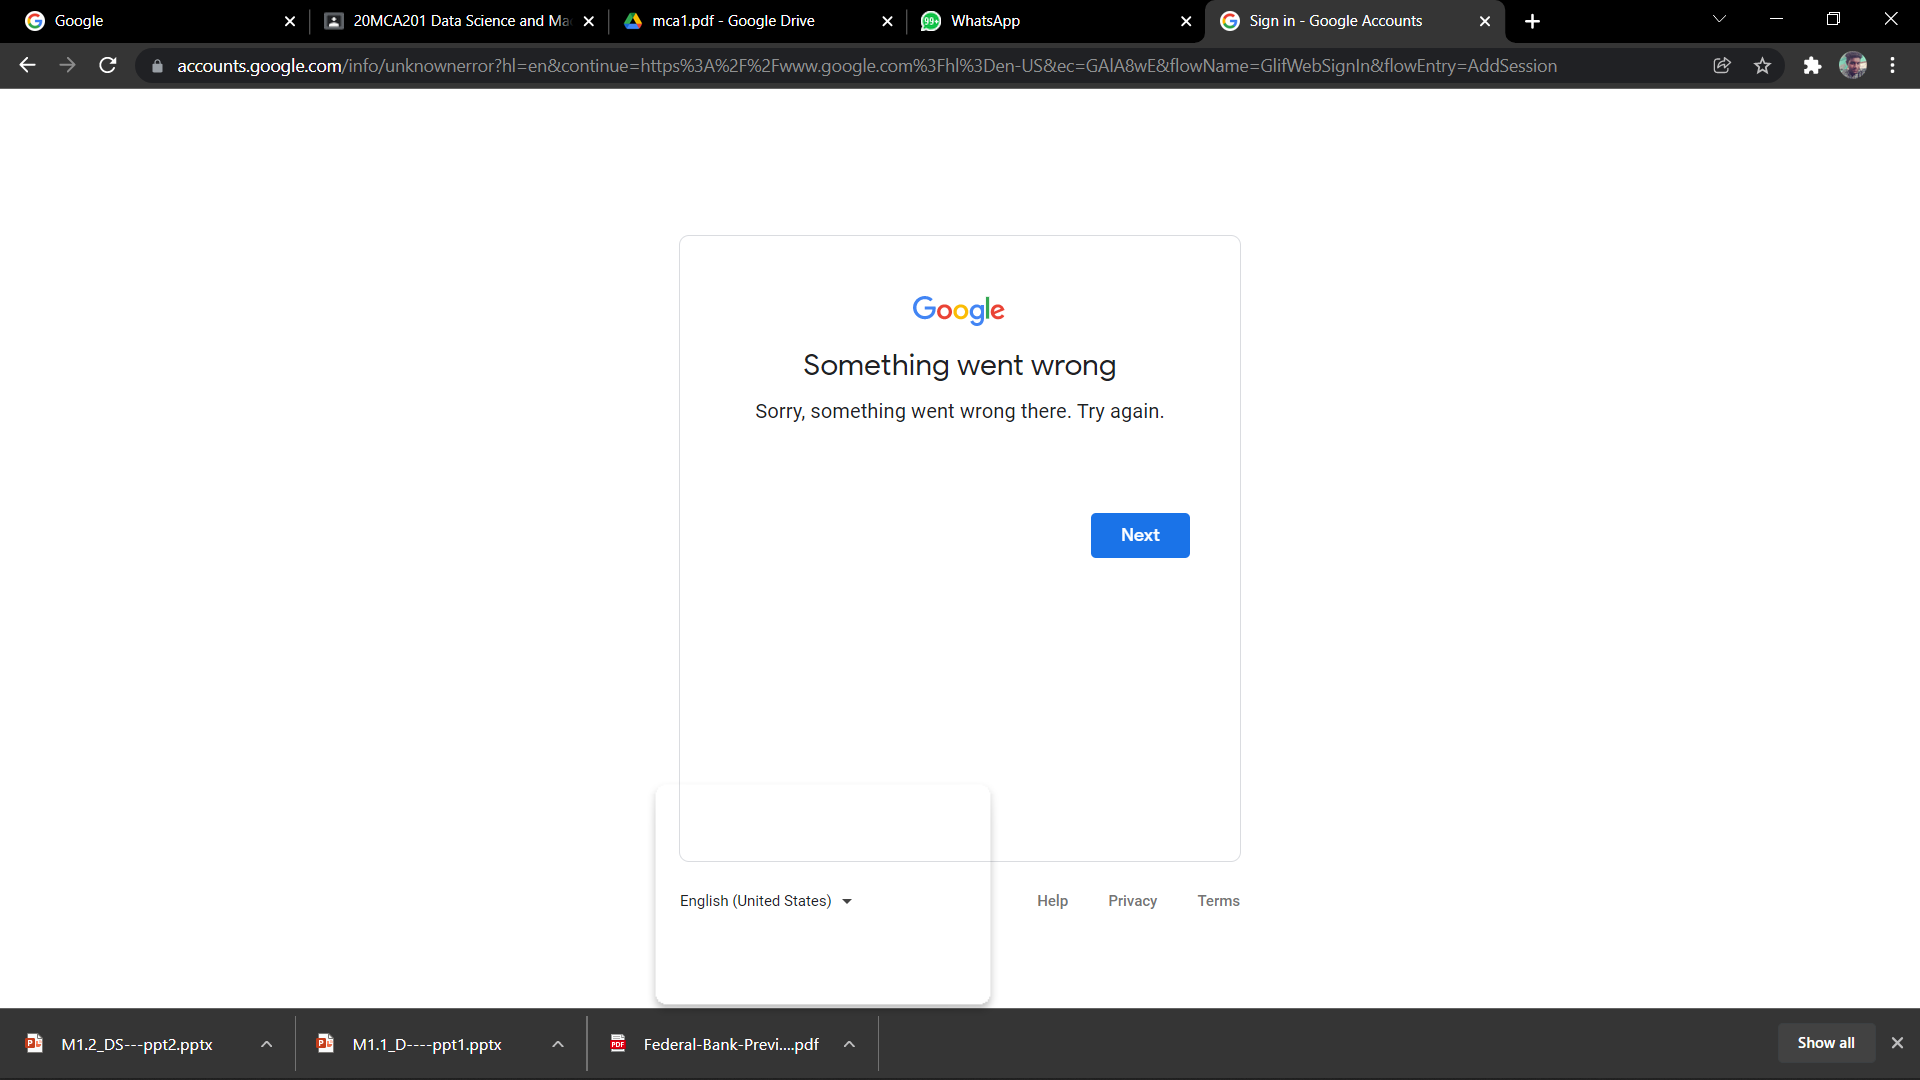 Google
20MCA201 Data Science and Ma
mca1.pdf - Google Drive
99+
WhatsApp
Sign in - Google Accounts
accounts.google.com/info/unknownerror?hl=en&continue=https%3A%2F%2Fwww.google.com%3Fhl%3Den-US&ec=GAlA8wE&flowName=GlifWebSignIn&flowEntry=AddSession
Google
Something went wrong
Sorry, something went wrong there. Try again.
Next
English (United States)
Help
Privacy
Terms
M1.2_DS---ppt2.pptx
M1.1_D----ppt1.pptx
PDF
Federal-Bank-Previ....pdf
Show all